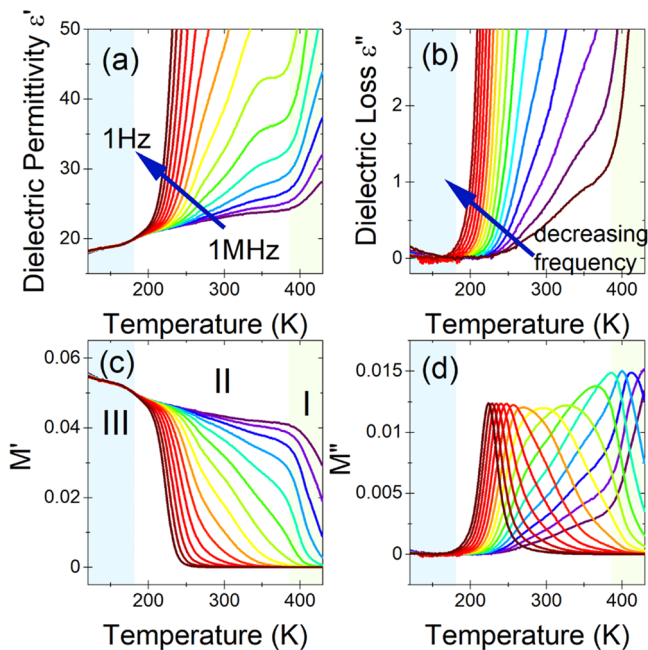 50
40
30
20
Dielectric Permittivity ε'
(a)
1Hz
1MHz
200 300 400
Temperature (K)
3
2
1
0
Dielectric Loss ε"
(b)
decreasing
frequency
200 300 400
Temperature (K)
0.06
0.04
0.02
0
M'
(c)
II
I
III
200 300 400
Temperature (K)
0.015
0.01
0.005
0
M"
(d)
200 300 400
Temperature (K)